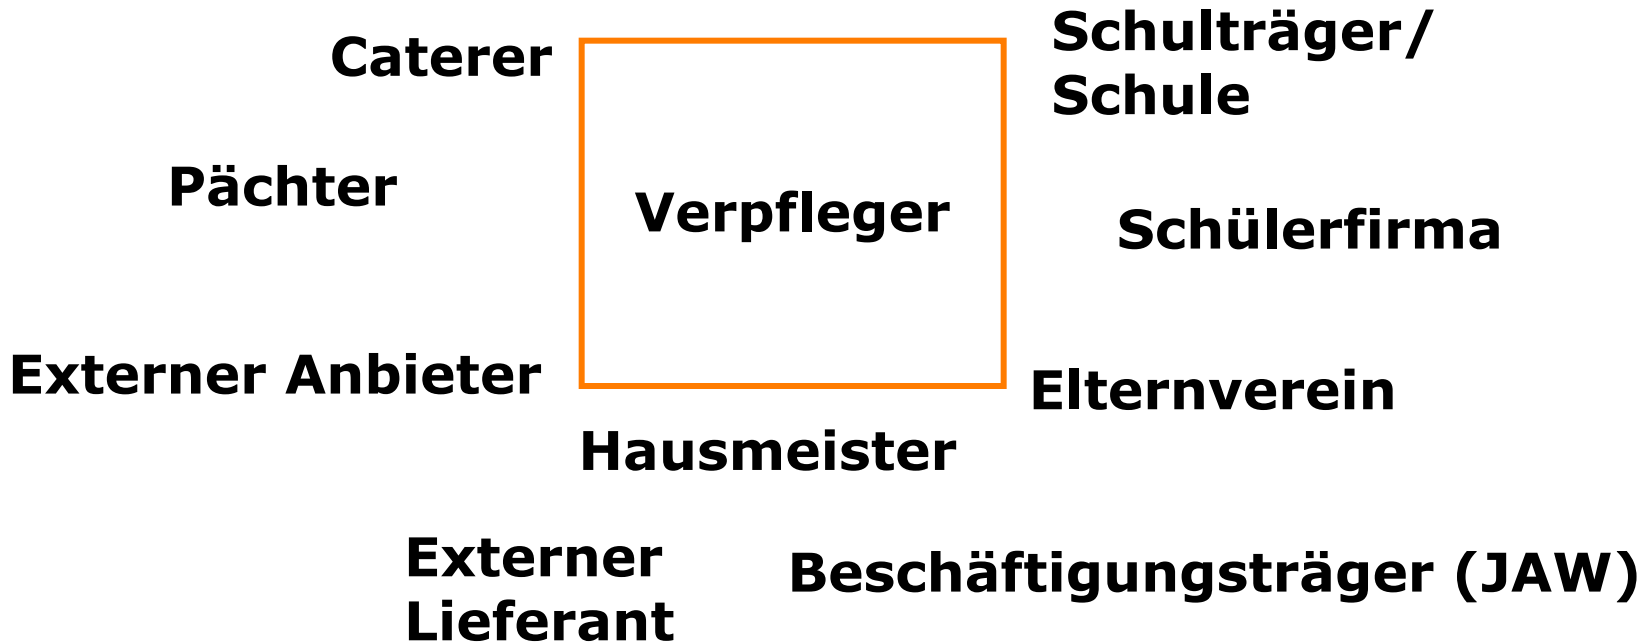 Caterer
Schulträger/
Schule
Pächter
Verpfleger
Schülerfirma
Externer Anbieter
Elternverein
Hausmeister
Externer
Lieferant
Beschäftigungsträger (JAW)